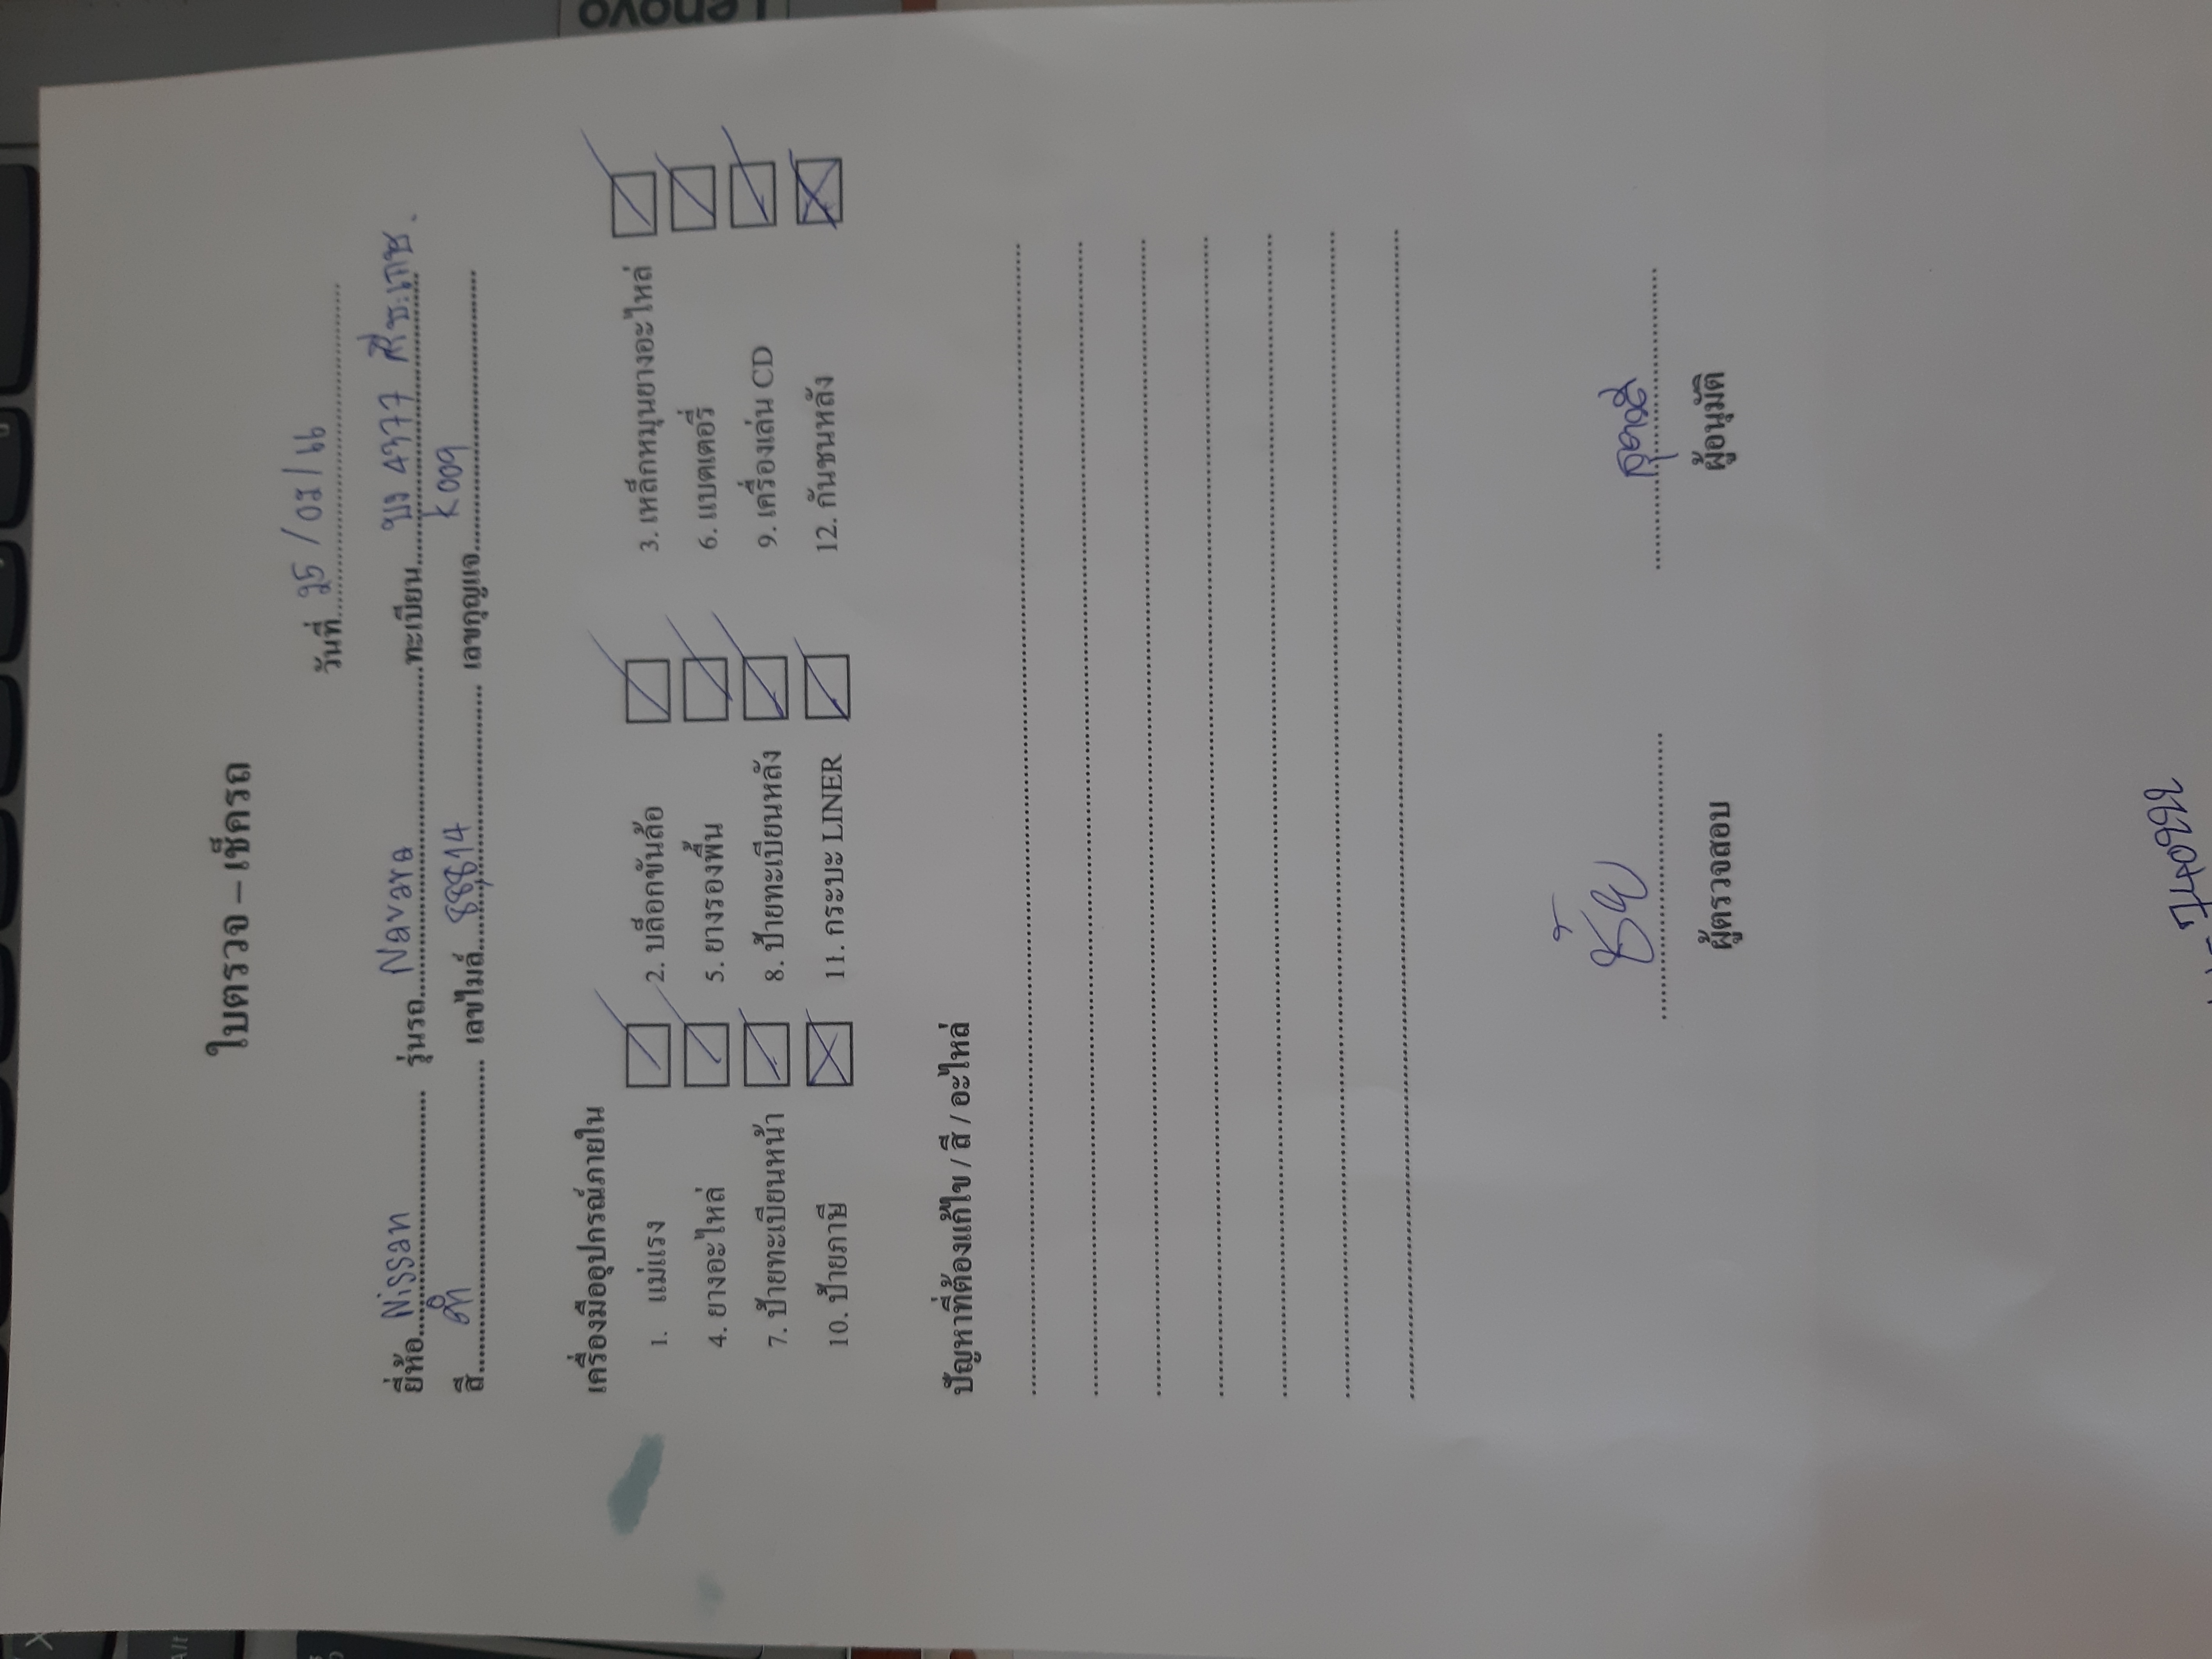 Lenovo
ใบตรวจ – เช็ครถ
วันที่ 25 / 02 / 66
ยี่ห้อ Nissan รุ่นรถ Navara ทะเบียน บง 4377 ศรีสะเกษ.
สี ดำ เลขไมล์ 88,814 เลขกุญแจ K009
เครื่องมืออุปกรณ์ภายใน
1. แม่แรง 2. บล็อกขันล้อ 3. เหล็กหมุนยางอะไหล่
4. ยางอะไหล่ 5. ยางรองพื้น 6. แบตเตอรี่
7. ป้ายทะเบียนหน้า 8. ป้ายทะเบียนหลัง 9. เครื่องเล่น CD
10. ป้ายภาษี 11. กระบะ LINER 12. กันชนหลัง
ปัญหาที่ต้องแก้ไข / สี / อะไหล่
ผู้ตรวจสอบ ผู้อนุมัติ
Alt
X